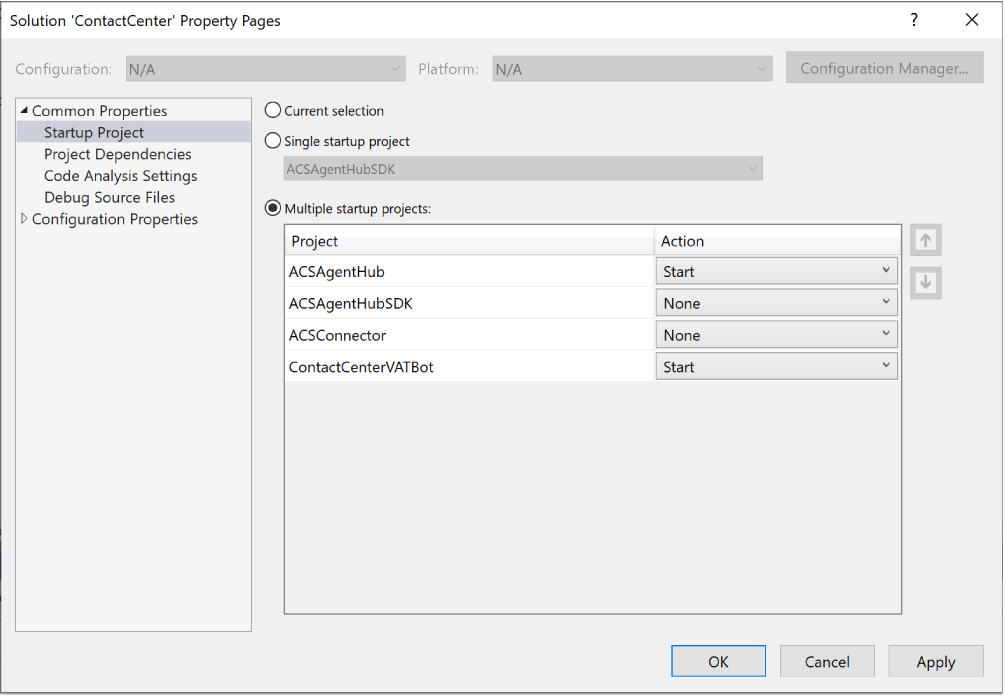 Solution 'ContactCenter' Property Pages ?
Configuration: N/A Platform: N/A Configuration Manager...
Common Properties
Startup Project
Project Dependencies
Code Analysis Settings
Debug Source Files
Configuration Properties
Current selection
Single startup project
ACSAgentHubSDK
Multiple startup projects:
Project Action
ACSAgentHub Start
ACSAgentHubSDK None
ACSConnector None
ContactCenterVATBot Start
OK Cancel Apply